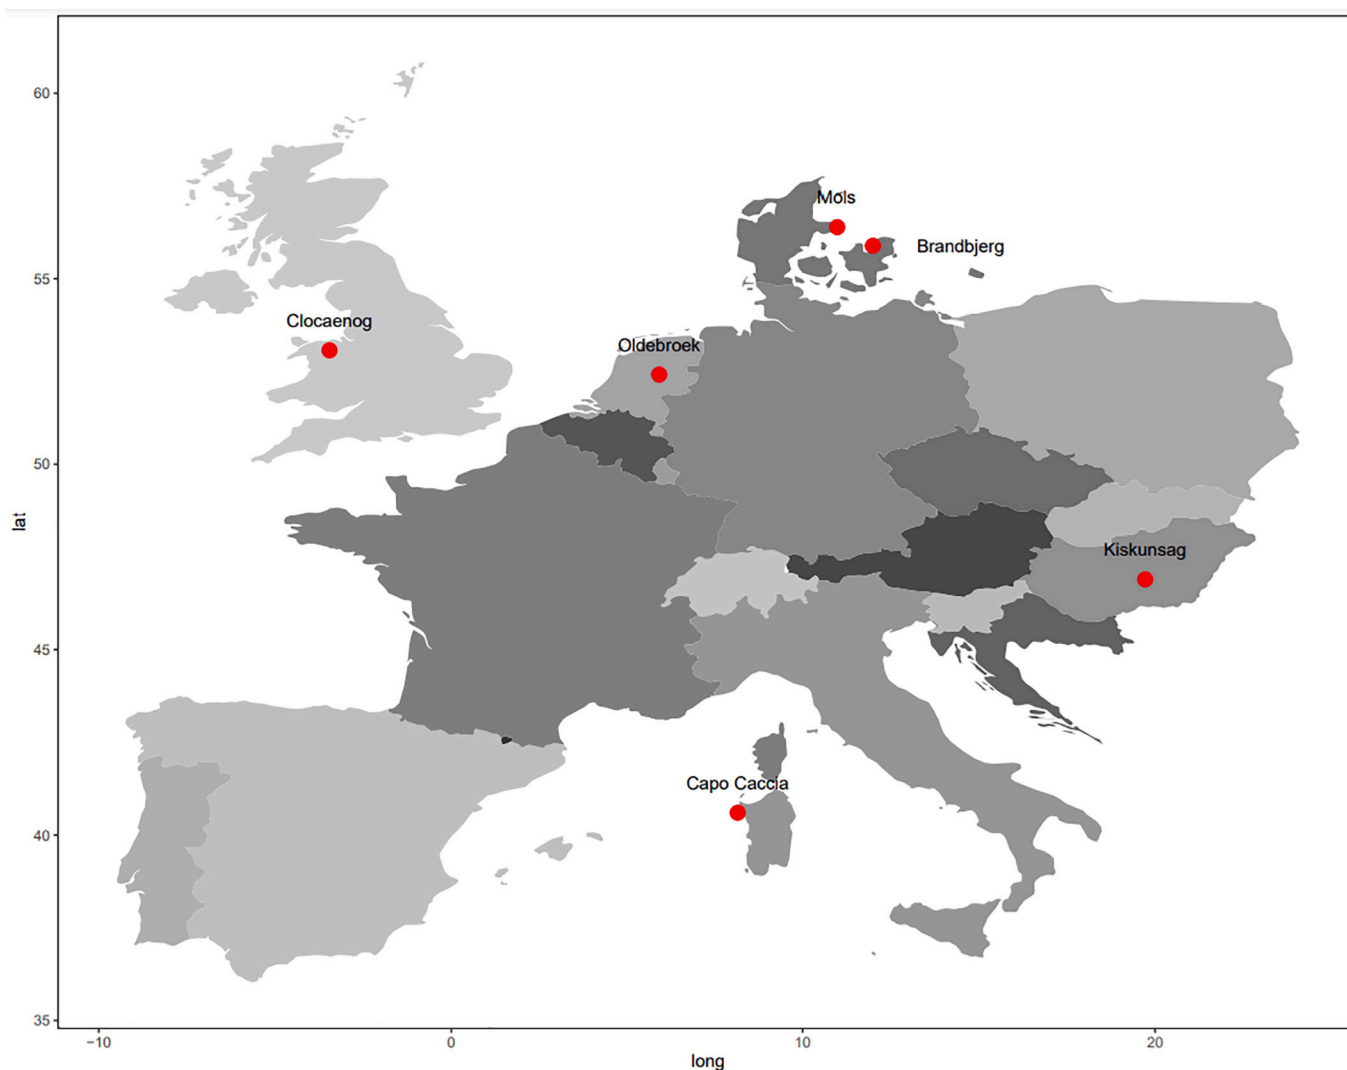 60
Mols
Brandbjerg
55
Clocaenog
Oldebroek
lat
50
Kiskunsag
45
Capo Caccia
40
35
−10
0
10
20
long